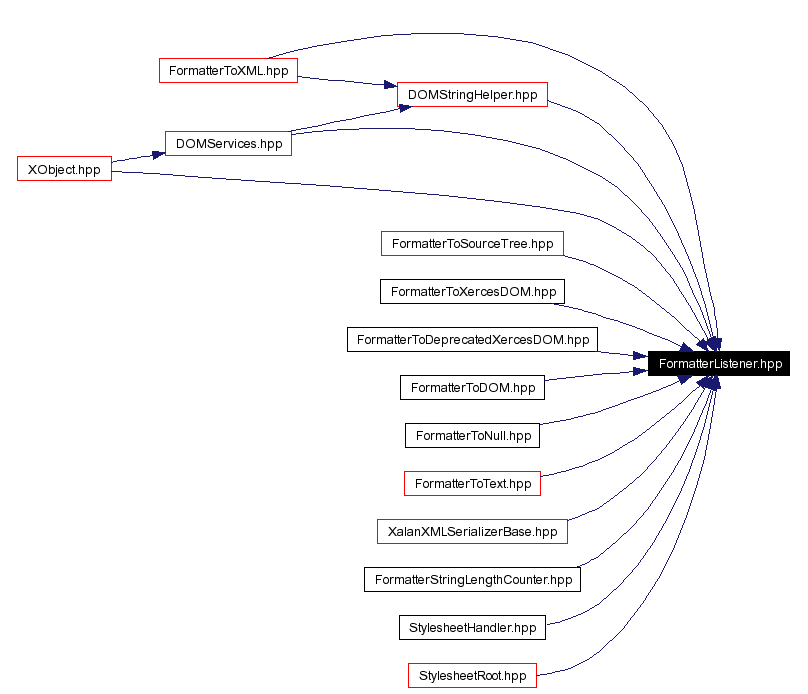 FormatterToXML.hpp
DOMStringHelper.hpp
DOMServices.hpp
XObject.hpp
FormatterToSourceTree.hpp
FormatterToXercesDOM.hpp
FormatterToDeprecatedXercesDOM.hpp
FormatterListener.hpp
FormatterToDOM.hpp
FormatterToNull.hpp
FormatterToText.hpp
XalanXMLSerializerBase.hpp
FormatterStringLengthCounter.hpp
StylesheetHandler.hpp
StylesheetRoot.hpp